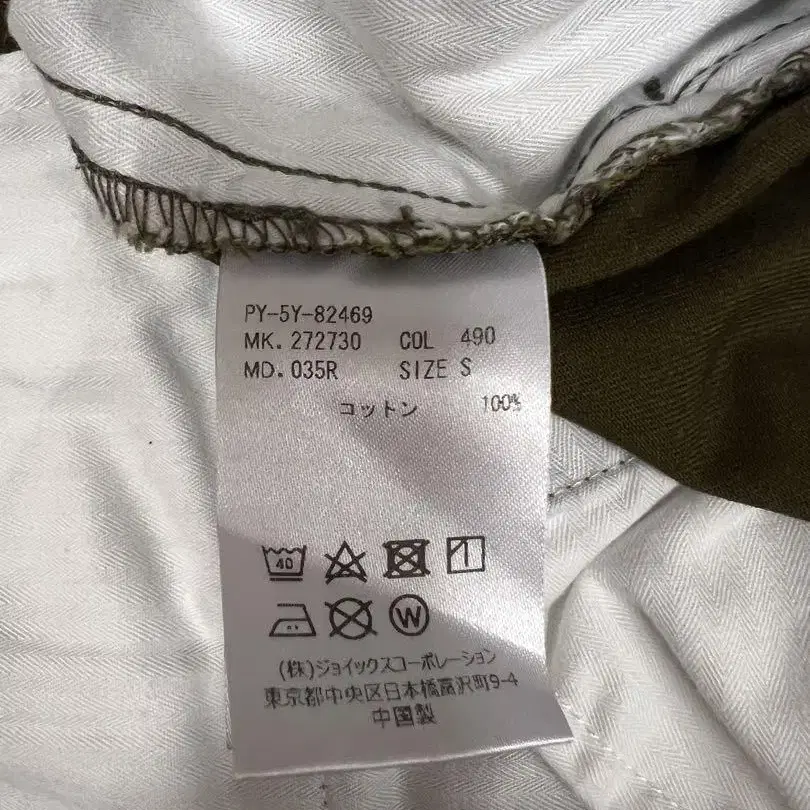 PY-5Y-82469
MK. 272730 COL 490
MD. 035R SIZE S
コットン 100%
40
W
(株)ジョイックスコーポレーション
東京都中央区日本橋富沢町9-4
中国製